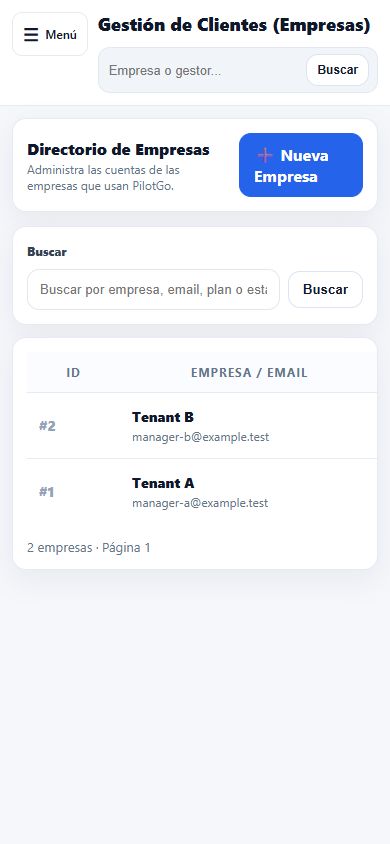 ☰ Menú
Gestión de Clientes (Empresas)
Empresa o gestor...
Buscar
Directorio de Empresas
Administra las cuentas de las
empresas que usan PilotGo.
➕ Nueva
Empresa
Buscar
Buscar por empresa, email, plan o esta
Buscar
ID EMPRESA / EMAIL
#2 Tenant B
manager-b@example.test
#1 Tenant A
manager-a@example.test
2 empresas · Página 1